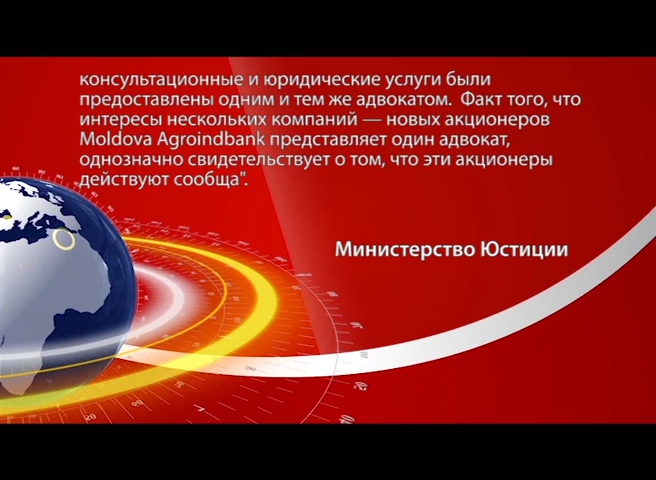 консультационные и юридические услуги были
предоставлены одним и тем же адвокатом. Факт того, что
интересы нескольких компаний — новых акционеров
Moldova Agroindbank представляет один адвокат,
однозначно свидетельствует о том, что эти акционеры
действуют сообща".
Министерство Юстиции